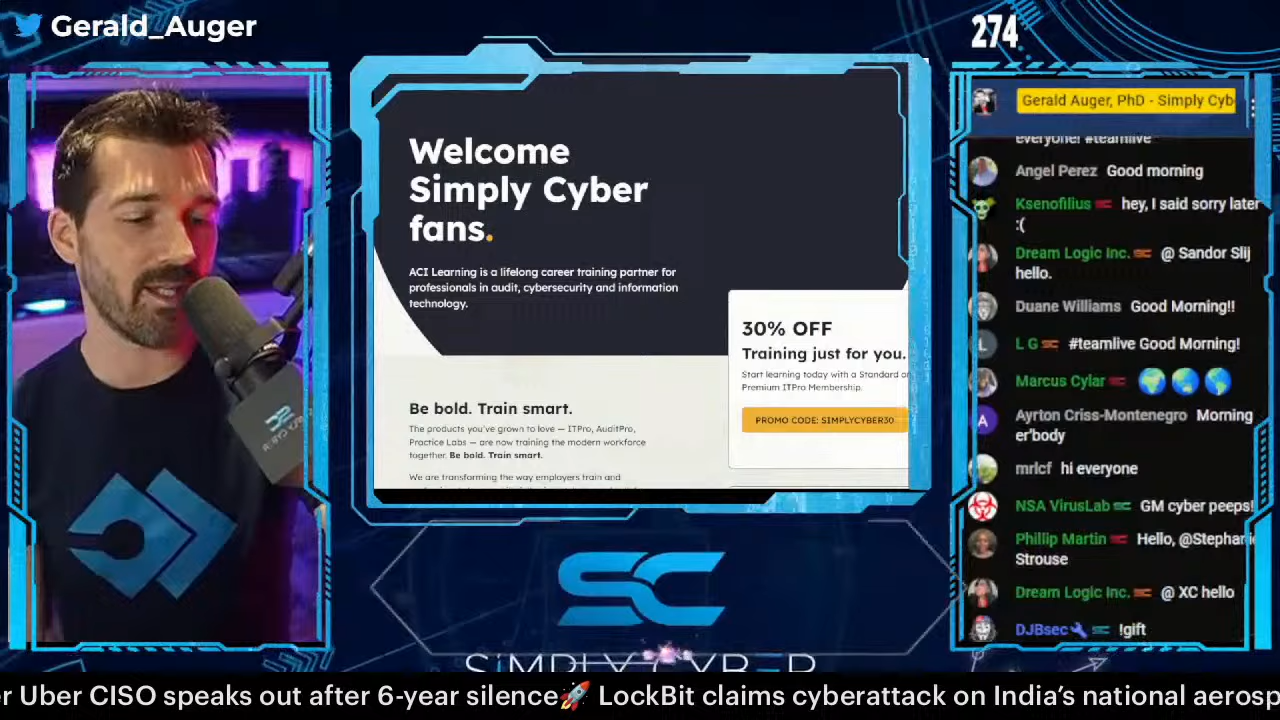 Gerald_Auger
274
Welcome
Simply Cyber
fans.
ACI Learning is a lifelong career training partner for
professionals in audit, cybersecurity and information
technology.
30% OFF
Training just for you.
Start learning today with a Standard or
Premium ITPro Membership.
PROMO CODE: SIMPLYCYBER30
Be bold. Train smart.
The products you've grown to love — ITPro, AuditPro,
Practice Labs — are now training the modern workforce
together. Be bold. Train smart.
We are transforming the way employers train and
Gerald Auger, PhD - Simply Cyb
everyone! #teamlive
Angel Perez Good morning
Ksenofilius hey, I said sorry later
:(
Dream Logic Inc. @ Sandor Slij
hello.
Duane Williams Good Morning!!
L
L G #teamlive Good Morning!
Marcus Cylar
A
Ayrton Criss-Montenegro Morning
er'body
mrlcf hi everyone
NSA VirusLab GM cyber peeps!
Phillip Martin Hello, @Stephanie
Strouse
Dream Logic Inc. @ XC hello
DJBsec !gift
SC
SIMPLY CYBER
r Uber CISO speaks out after 6-year silence🚀 LockBit claims cyberattack on India's national aerosp